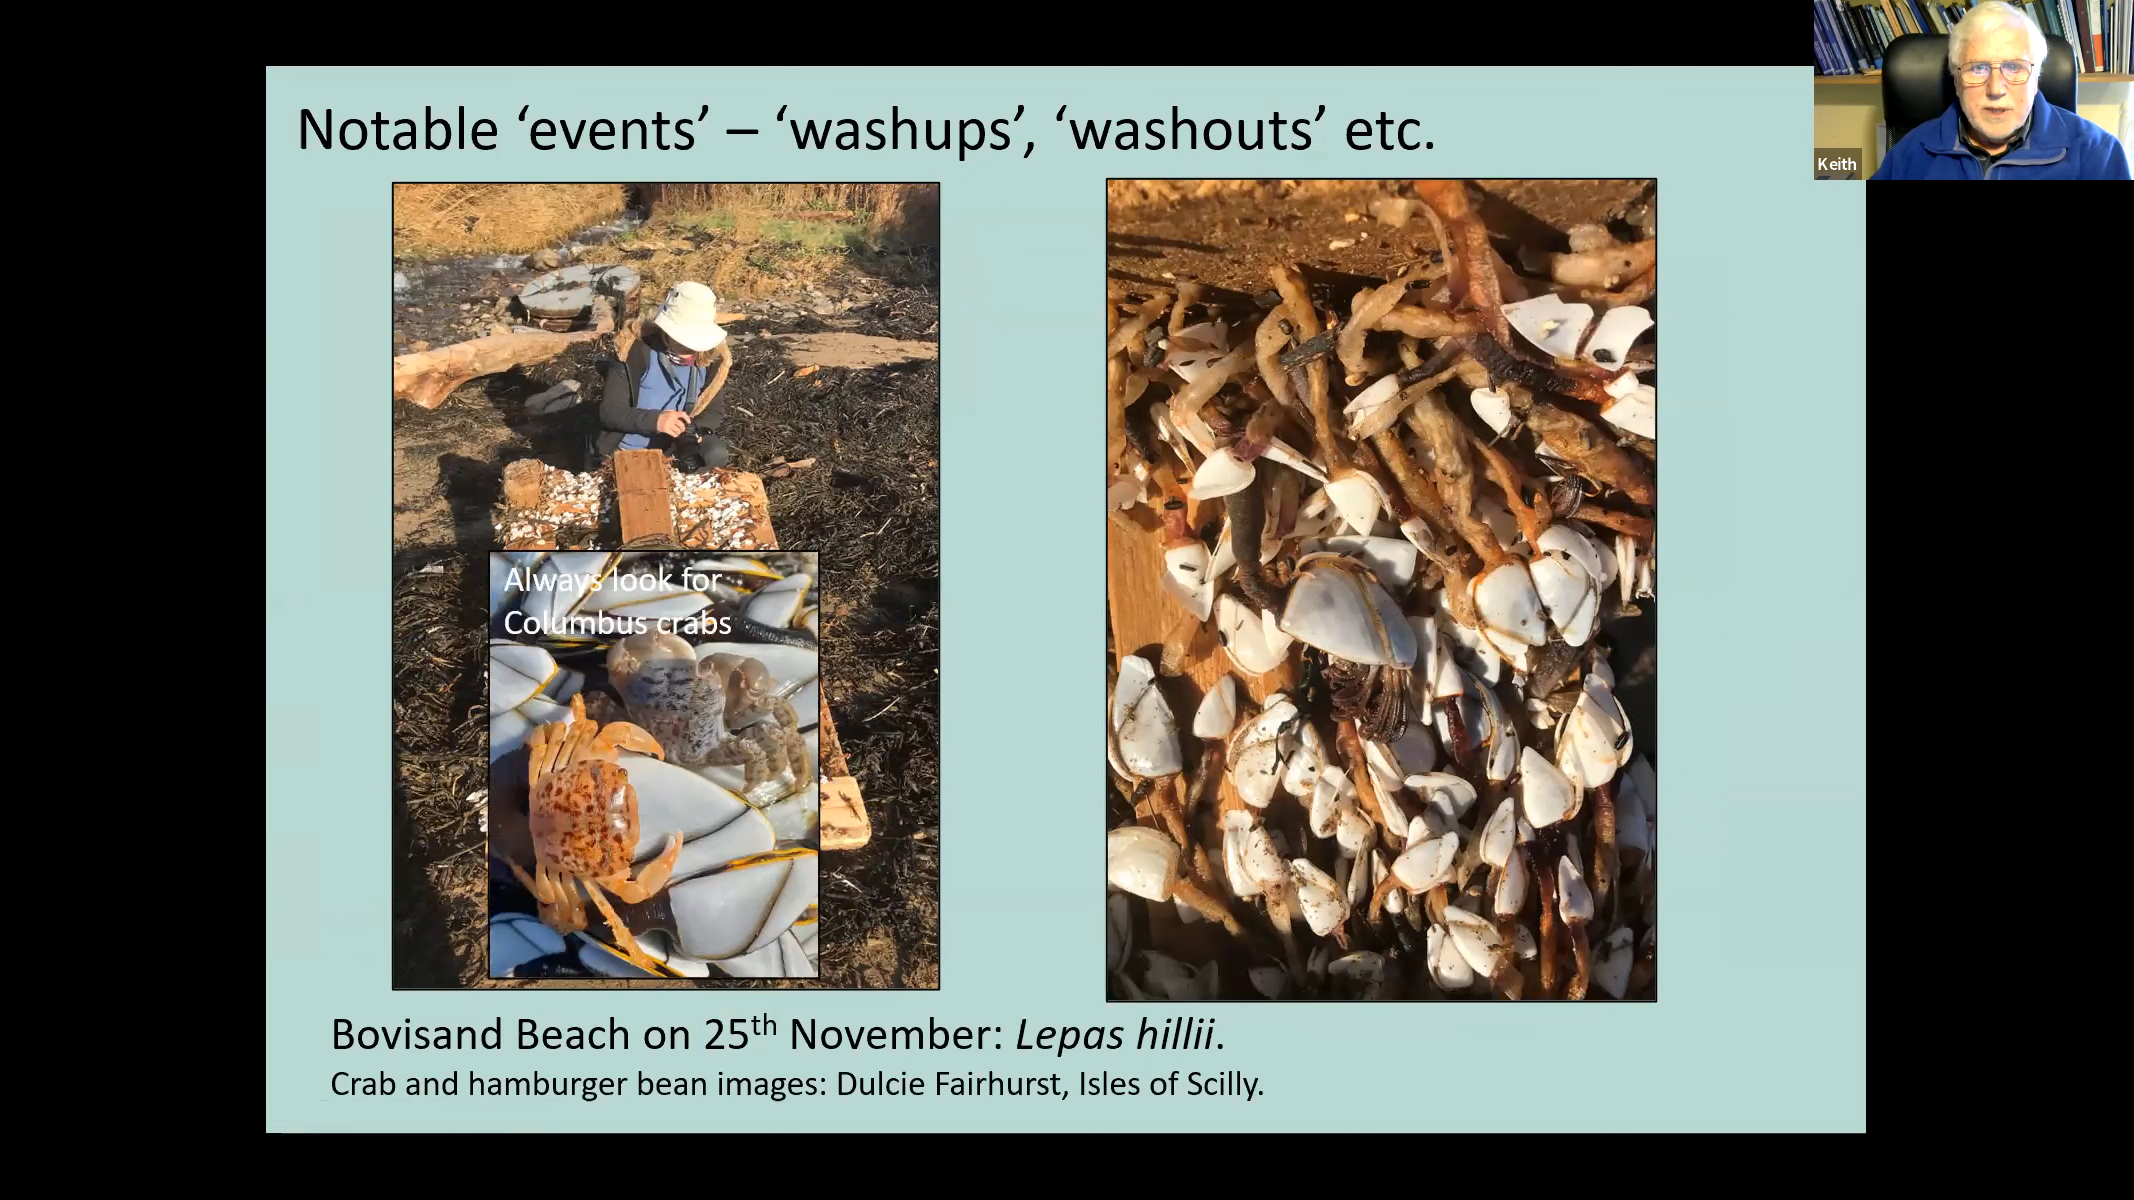 Notable ‘events’ – ‘washups’, ‘washouts’ etc.
Keith
Always look for
Columbus crabs
Bovisand Beach on 25th November: Lepas hillii.
Crab and hamburger bean images: Dulcie Fairhurst, Isles of Scilly.